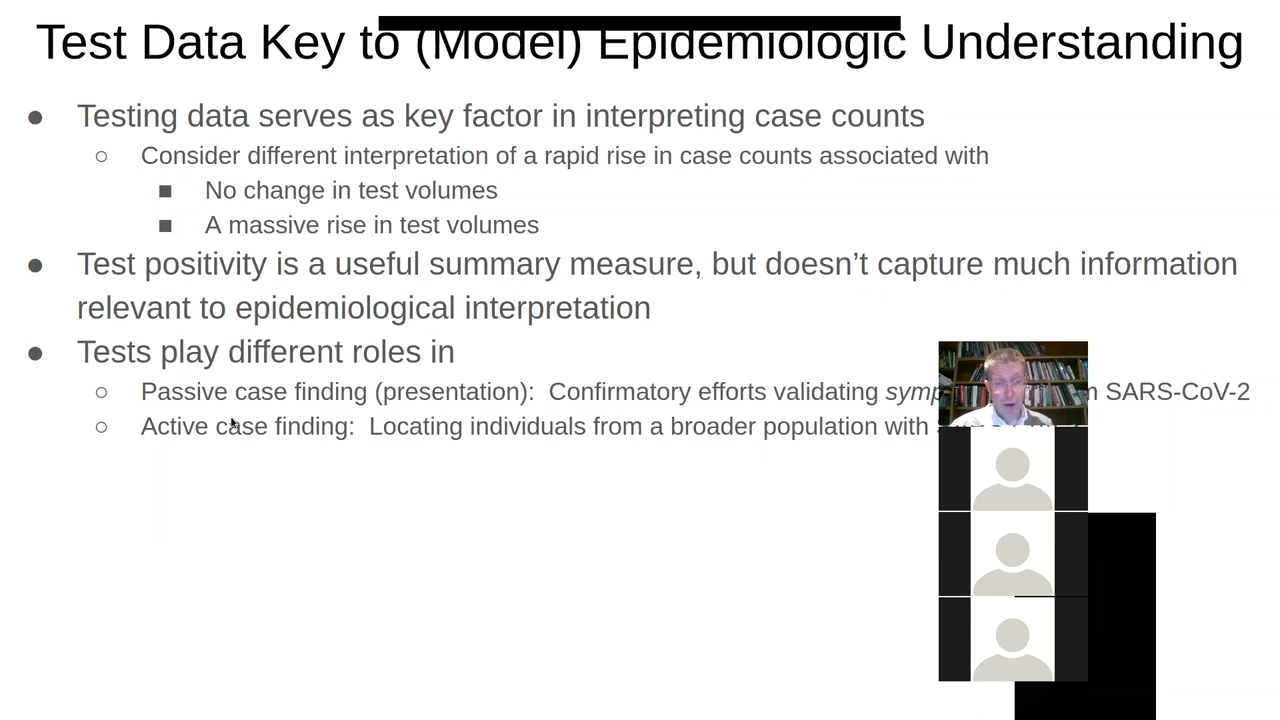 Test Data Key to (Model) Epidemiologic Understanding
● Testing data serves as key factor in interpreting case counts
○ Consider different interpretation of a rapid rise in case counts associated with
■ No change in test volumes
■ A massive rise in test volumes
● Test positivity is a useful summary measure, but doesn’t capture much information
relevant to epidemiological interpretation
● Tests play different roles in
○ Passive case finding (presentation): Confirmatory efforts validating SARS-CoV-2
○ Active case finding: Locating individuals from a broader population with